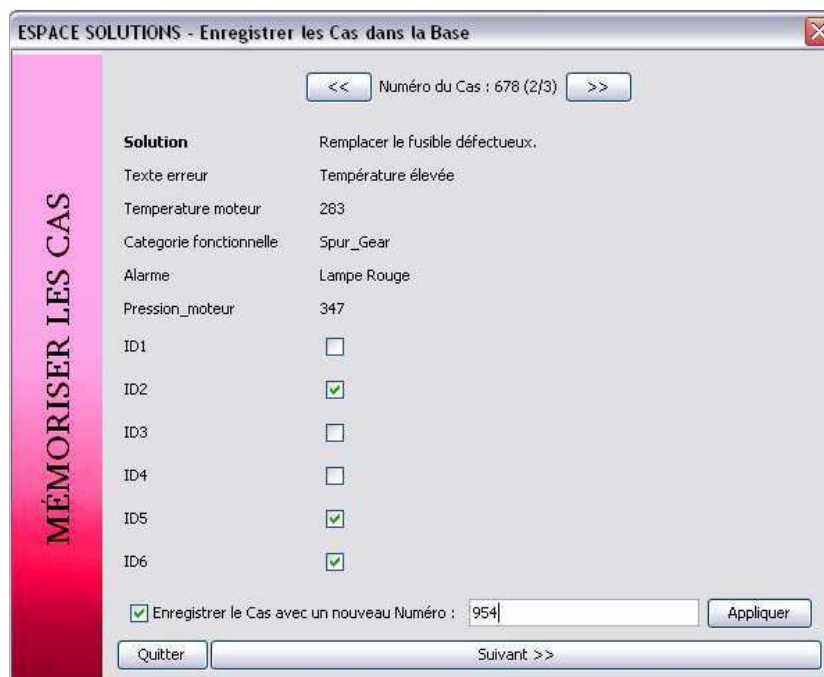 ESPACE SOLUTIONS - Enregistrer les Cas dans la Base
<< Numéro du Cas : 678 (2/3) >>
MÉMORISER LES CAS
Solution Remplacer le fusible défectueux.
Texte erreur Température élevée
Temperature moteur 283
Categorie fonctionnelle Spur_Gear
Alarme Lampe Rouge
Pression_moteur 347
ID1
ID2
ID3
ID4
ID5
ID6
Enregistrer le Cas avec un nouveau Numéro : 954 Appliquer
Quitter Suivant >>